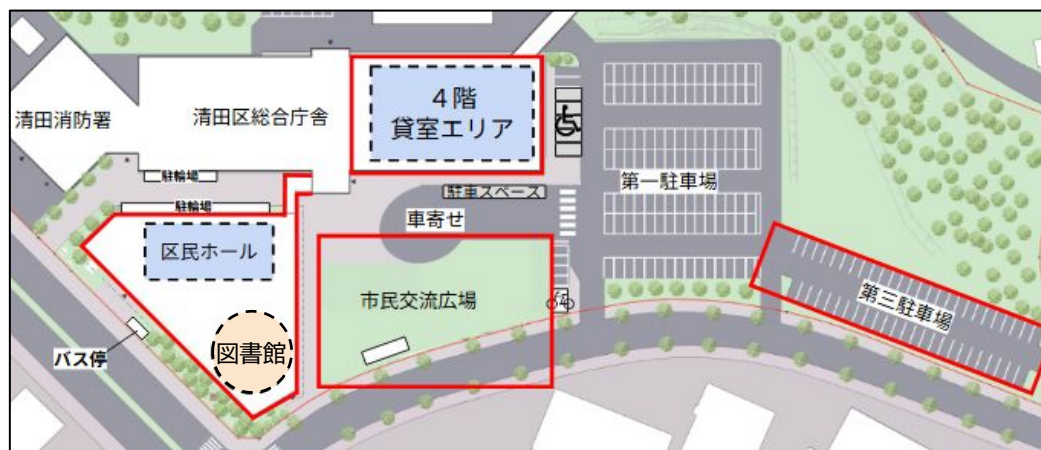 4階
貸室エリア
清田消防署
清田区総合庁舎
駐輪場
駐車スペース
第一駐車場
駐輪場
車寄せ
区民ホール
市民交流広場
第三駐車場
バス停
図書館